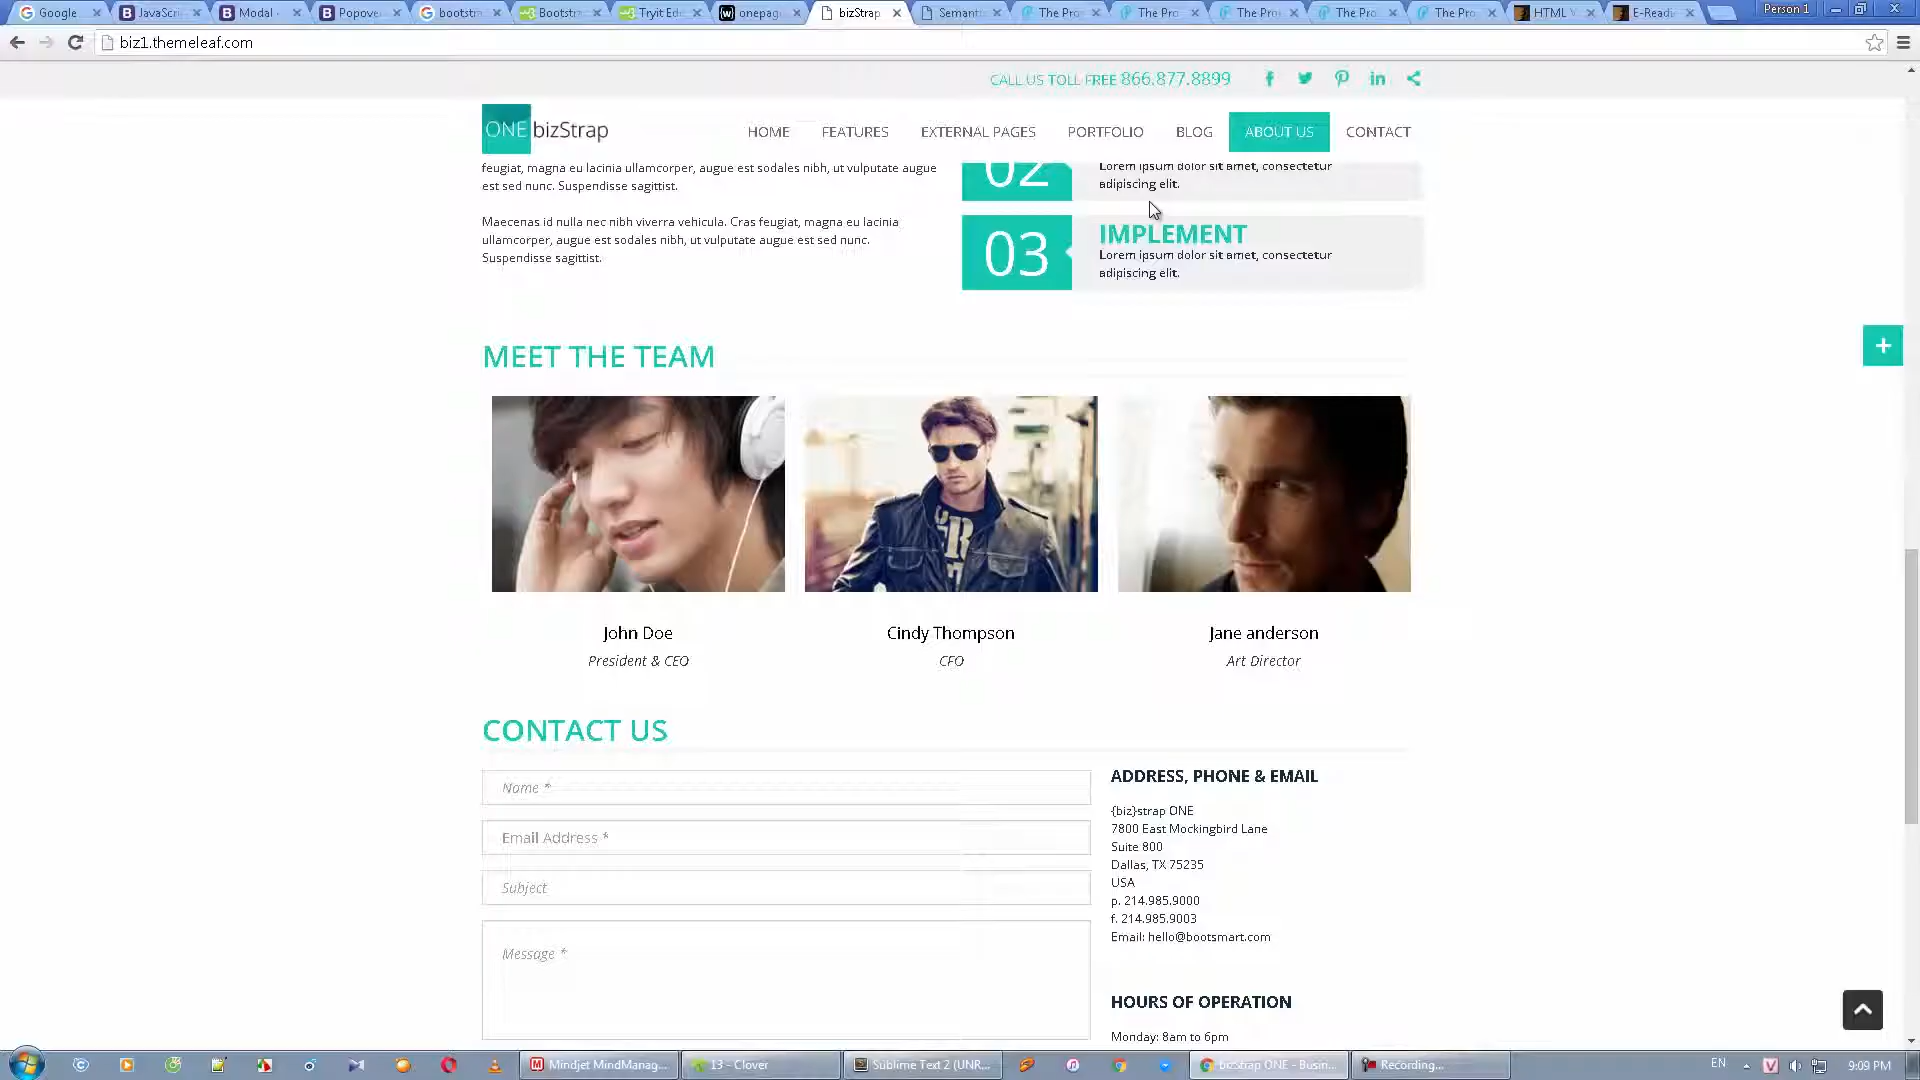 Google
JavaScri
Modal ·
Popove
bootstra
Bootstra
Tryit Edi
onepag
bizStrap
Semanti
The Pro
The Pro
The Pro
The Pro
The Pro
HTML V
E-Readi
Person 1
biz1.themeleaf.com
CALL US TOLL FREE 866.877.8899
ONE bizStrap
HOME
FEATURES
EXTERNAL PAGES
PORTFOLIO
BLOG
ABOUT US
CONTACT
feugiat, magna eu lacinia ullamcorper, augue est sodales nibh, ut vulputate augue
est sed nunc. Suspendisse sagittist.
Maecenas id nulla nec nibh viverra vehicula. Cras feugiat, magna eu lacinia
ullamcorper, augue est sodales nibh, ut vulputate augue est sed nunc.
Suspendisse sagittist.
02
Lorem ipsum dolor sit amet, consectetur
adipiscing elit.
03
IMPLEMENT
Lorem ipsum dolor sit amet, consectetur
adipiscing elit.
MEET THE TEAM
John Doe
President & CEO
Cindy Thompson
CFO
Jane anderson
Art Director
CONTACT US
Name *
Email Address *
Subject
Message *
ADDRESS, PHONE & EMAIL
{biz}strap ONE
7800 East Mockingbird Lane
Suite 800
Dallas, TX 75235
USA
p. 214.985.9000
f. 214.985.9003
Email: hello@bootsmart.com
HOURS OF OPERATION
Monday: 8am to 6pm
Mindjet MindManag...
13 - Clover
Sublime Text 2 (UNR...
bizstrap ONE - Busin...
Recording...
EN
9:09 PM